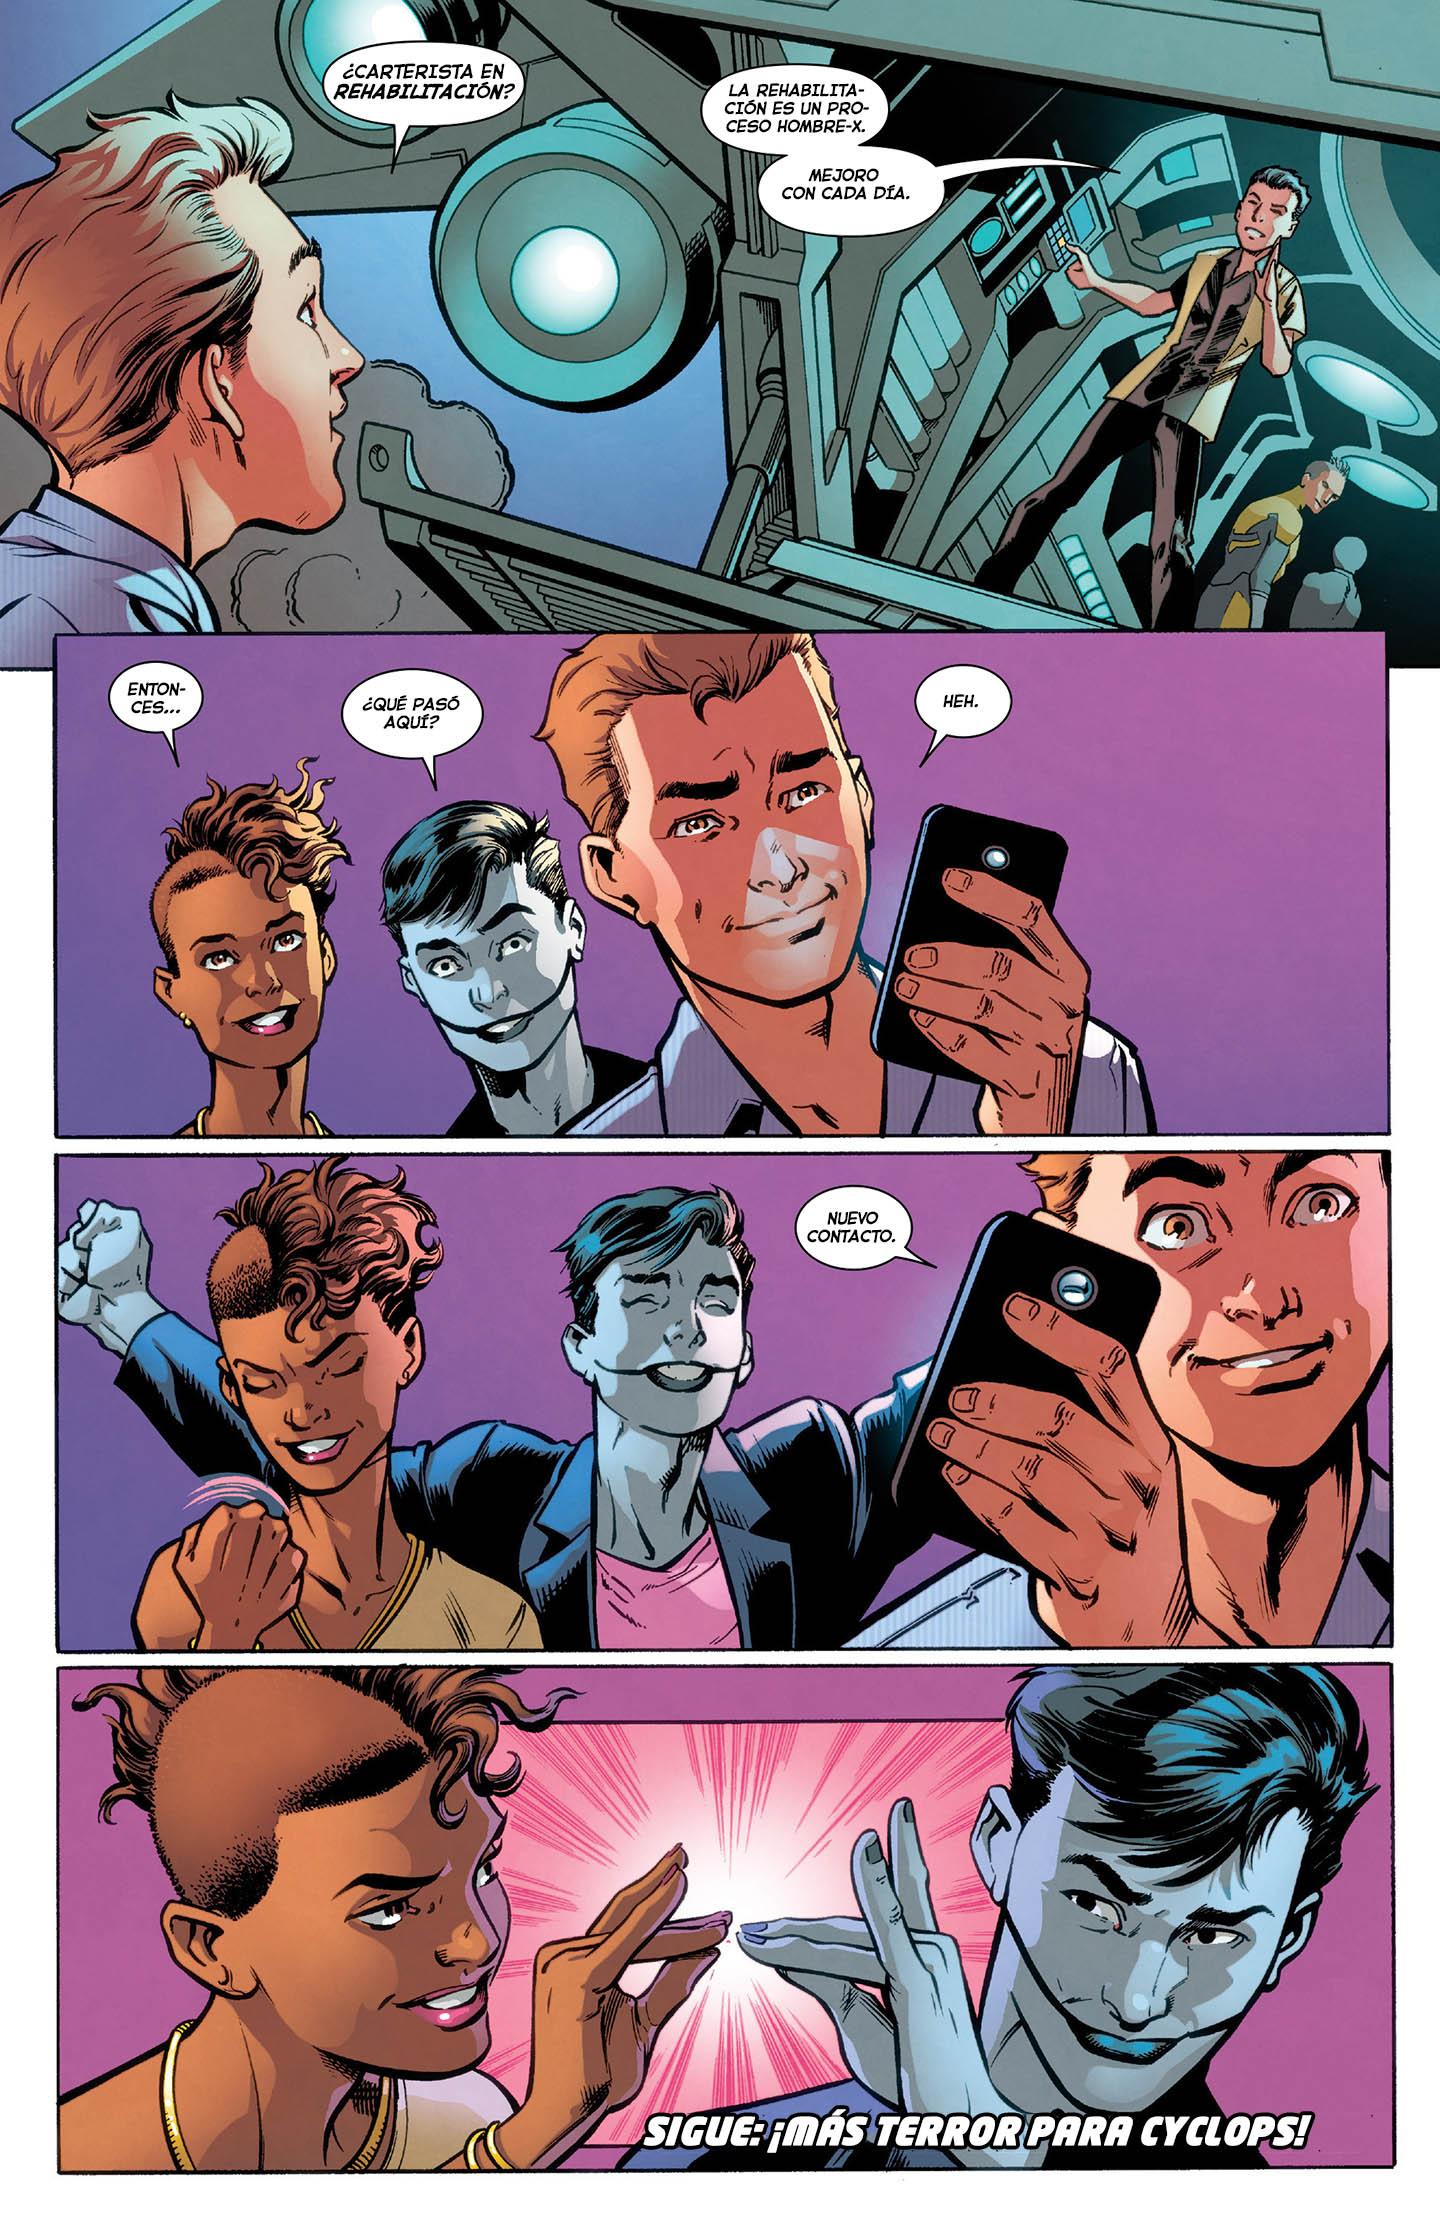 ¿CARTERISTA EN
REHABILITACIÓN?
LA REHABILITA-
CIÓN ES UN PRO-
CESO HOMBRE-X.
MEJORO
CON CADA DÍA.
ENTON-
CES...
¿QUÉ PASÓ
AQUÍ?
HEH.
NUEVO
CONTACTO.
SIGUE: ¡MÁS TERROR PARA CYCLOPS!